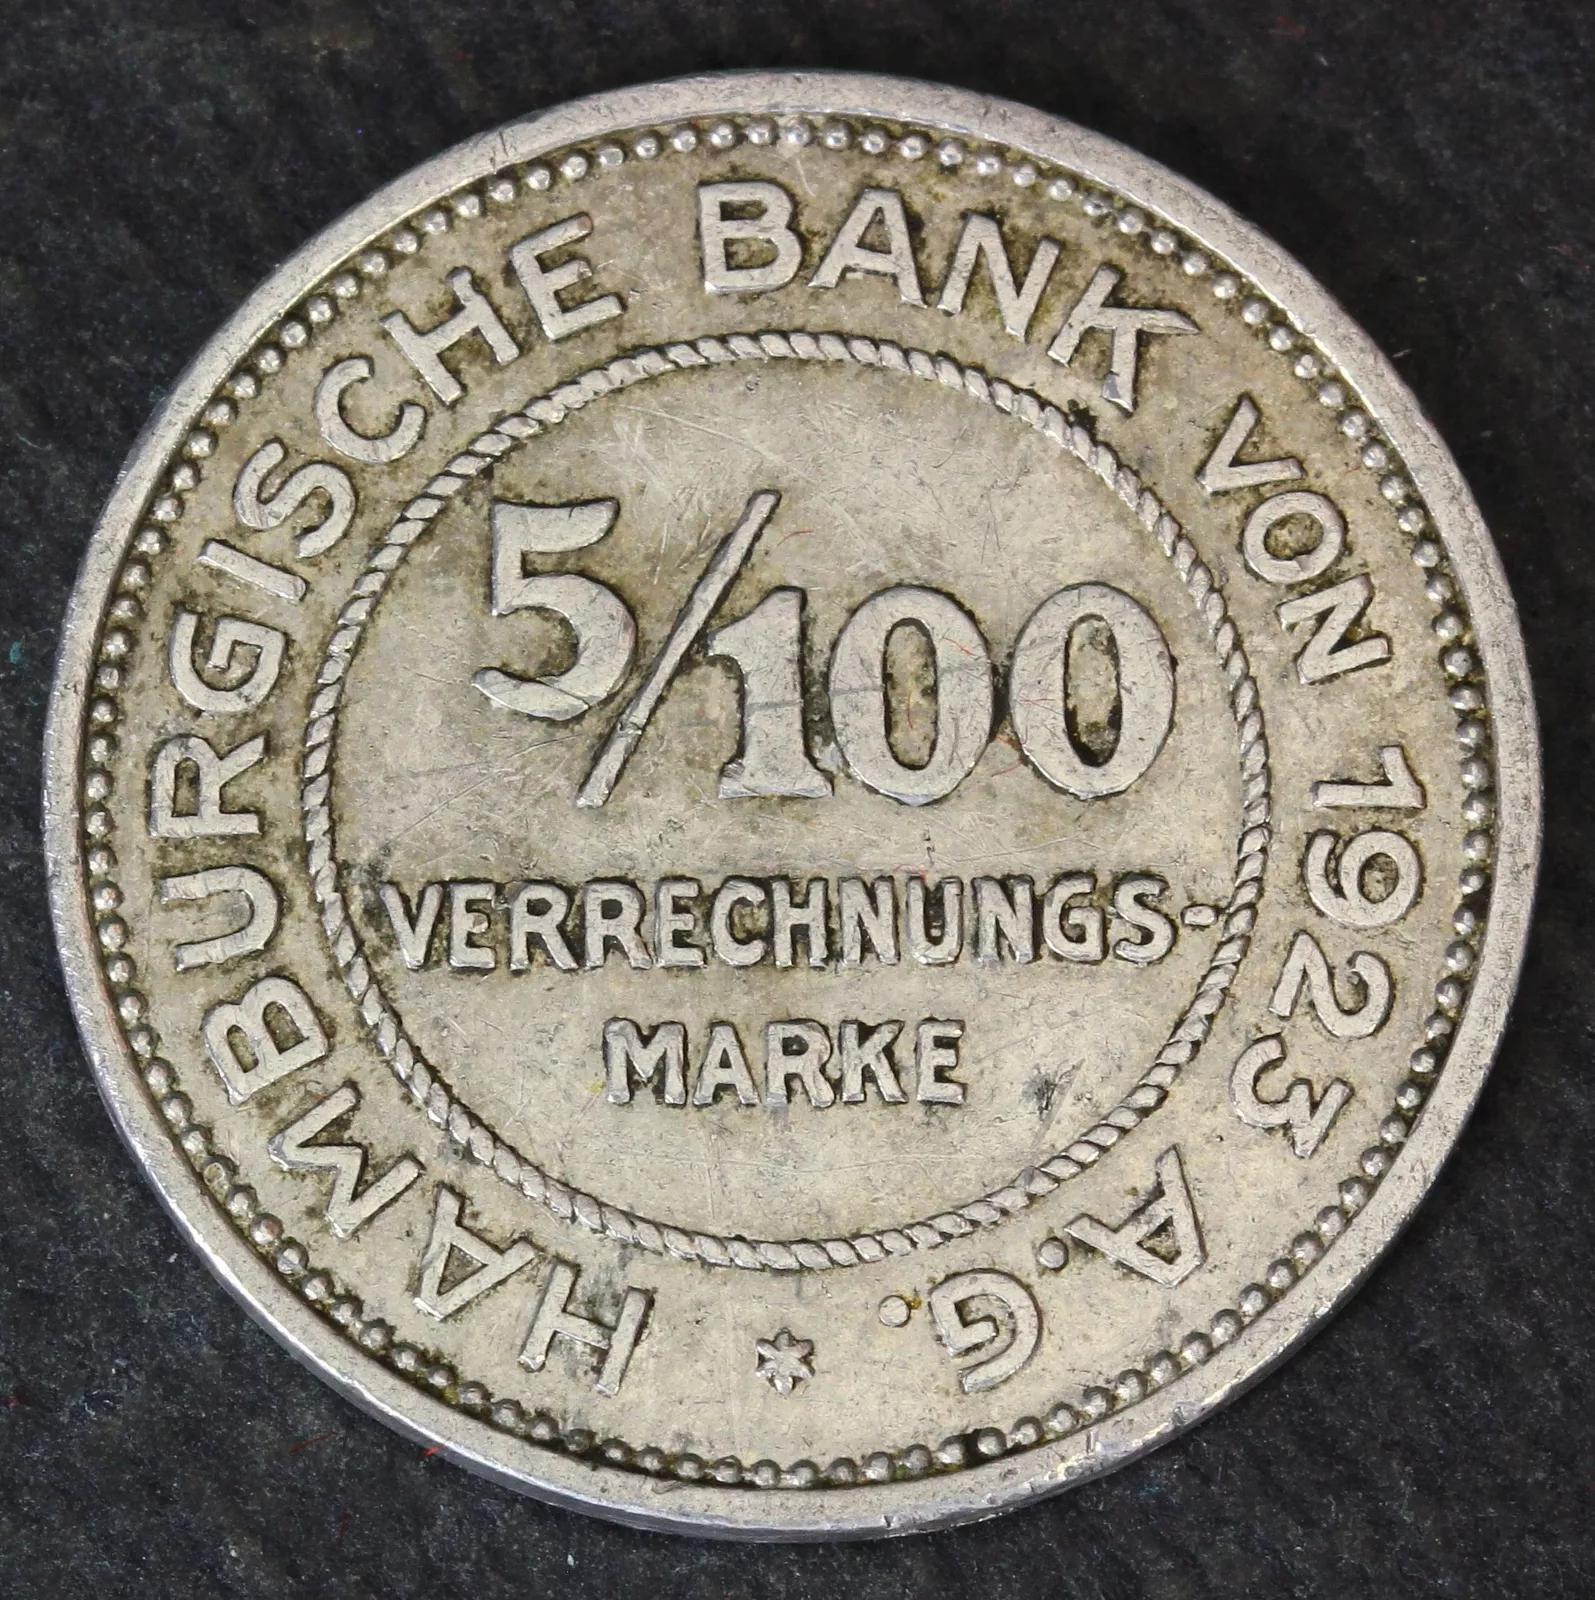 HAMBURGISCHE BANK VON 1923 A.G.
5/100
VERRECHNUNGS-
MARKE